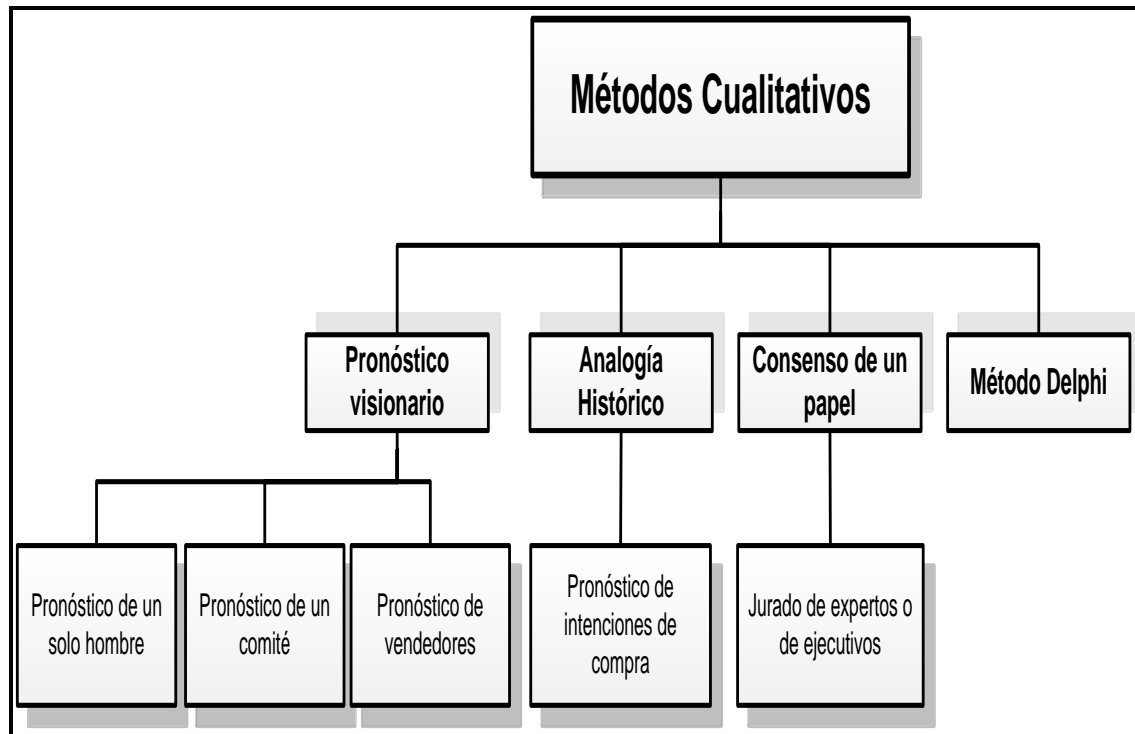 Métodos Cualitativos
Pronóstico
visionario
Analogía
Histórico
Consenso de un
papel
Método Delphi
Pronóstico de un
solo hombre
Pronóstico de un
comité
Pronóstico de
vendedores
Pronóstico de
intenciones de
compra
Jurado de expertos o
de ejecutivos